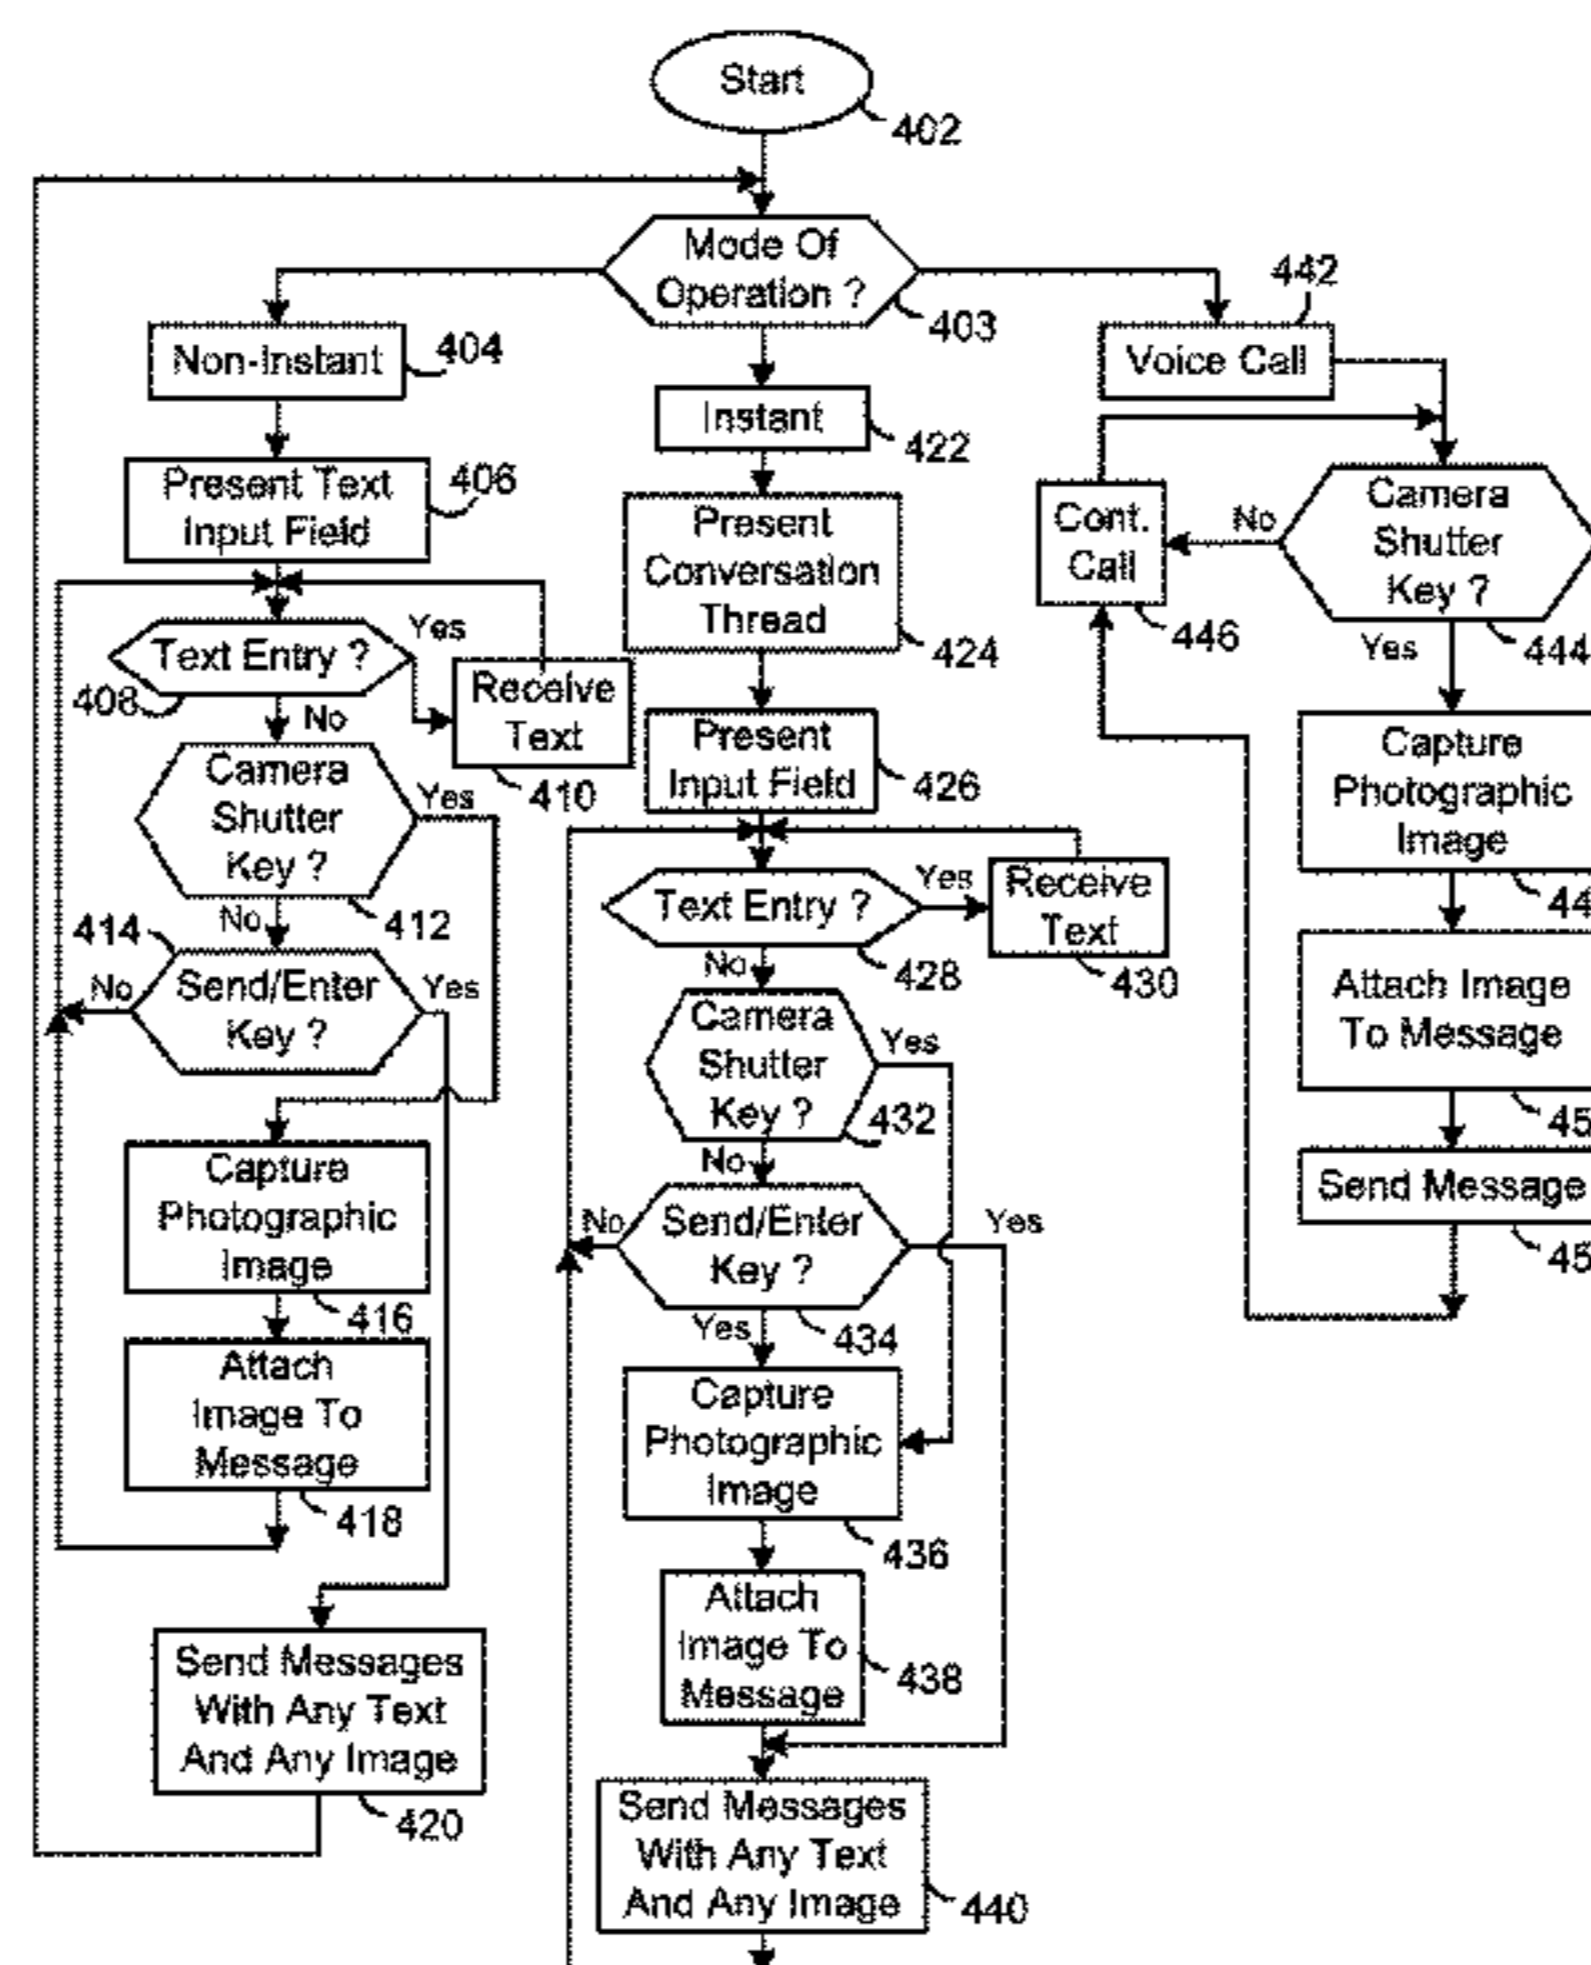 Start
402
Mode Of
Operation ?
403
Non-Instant
404
Present Text
Input Field
406
Text Entry ?
408
Yes
Receive
Text
410
No
Camera
Shutter
Key ?
412
Yes
No
414
Send/Enter
Key ?
No
Yes
Capture
Photographic
Image
416
Attach
Image To
Message
418
Send Messages
With Any Text
And Any Image
420
Instant
422
Present
Conversation
Thread
424
Present
Input Field
426
Text Entry ?
428
Yes
Receive
Text
430
No
Camera
Shutter
Key ?
432
Yes
No
Send/Enter
Key ?
434
No
Yes
Yes
Capture
Photographic
Image
436
Attach
Image To
Message
438
Send Messages
With Any Text
And Any Image
440
442
Voice Call
Cont.
Call
446
No
Camera
Shutter
Key ?
444
Yes
Capture
Photographic
Image
44
Attach Image
To Message
45
Send Message
45